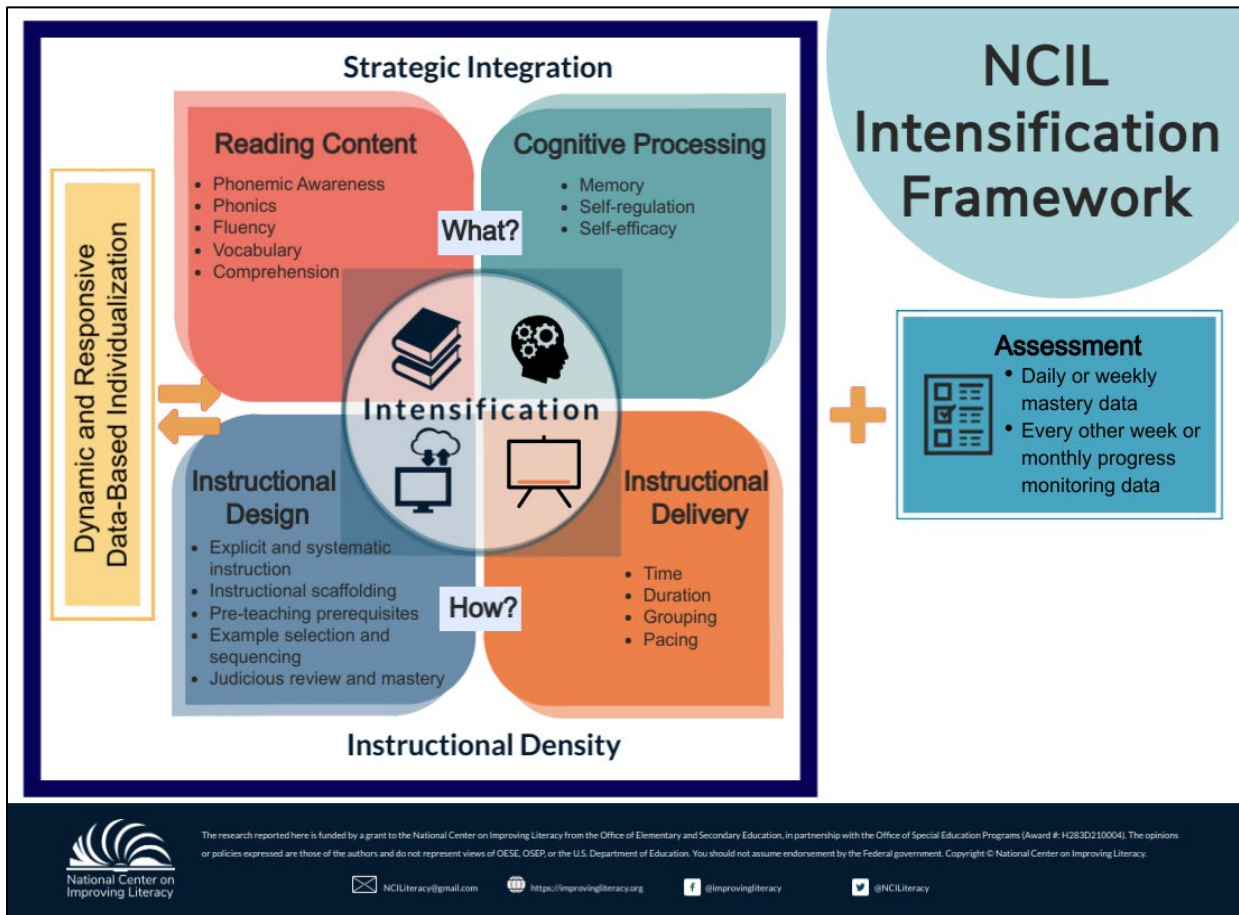 Strategic Integration
NCIL
Intensification
Framework
Dynamic and Responsive
Data-Based Individualization
Reading Content
• Phonemic Awareness
• Phonics
• Fluency
• Vocabulary
• Comprehension
Cognitive Processing
• Memory
• Self-regulation
• Self-efficacy
What?
Intensification
Instructional
Design
• Explicit and systematic
instruction
• Instructional scaffolding
• Pre-teaching prerequisites
• Example selection and
sequencing
• Judicious review and mastery
How?
Instructional
Delivery
• Time
• Duration
• Grouping
• Pacing
Instructional Density
Assessment
• Daily or weekly
mastery data
• Every other week or
monthly progress
monitoring data
National Center on
Improving Literacy
The research reported here is funded by a grant to the National Center on Improving Literacy from the Office of Elementary and Secondary Education, in partnership with the Office of Special Education Programs (Award #: H283D210004). The opinions
or policies expressed are those of the authors and do not represent views of OESE, OSEP, or the U.S. Department of Education. You should not assume endorsement by the Federal government. Copyright © National Center on Improving Literacy.
NCILiteracy@gmail.com
https://improvingliteracy.org
@improvingliteracy
@NCILiteracy